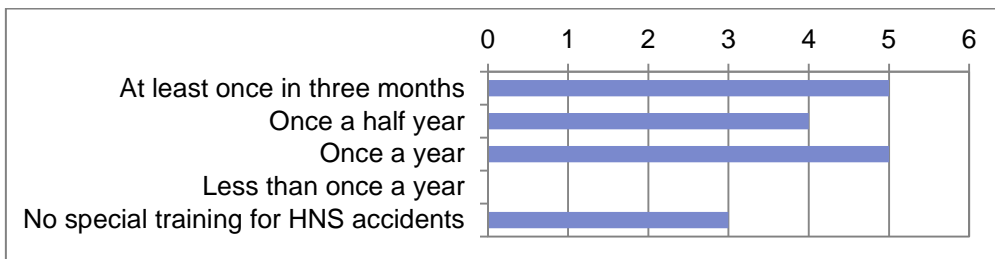 0 1 2 3 4 5 6
At least once in three months
Once a half year
Once a year
Less than once a year
No special training for HNS accidents